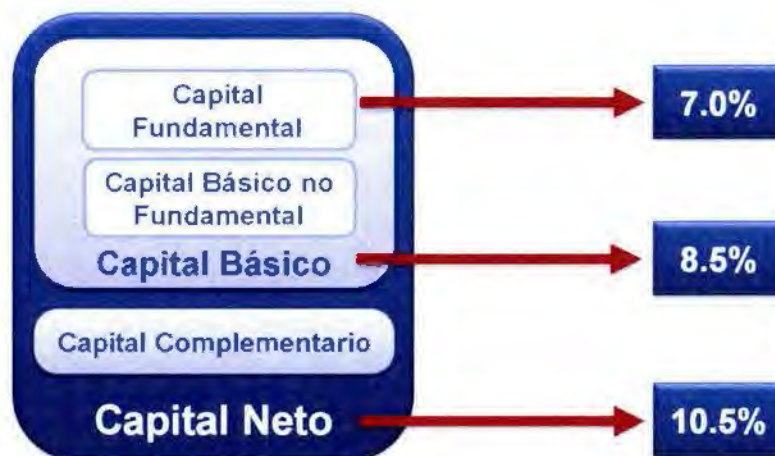 Capital
Fundamental
7.0%
Capital Básico no
Fundamental
Capital Básico
8.5%
Capital Complementario
Capital Neto
10.5%